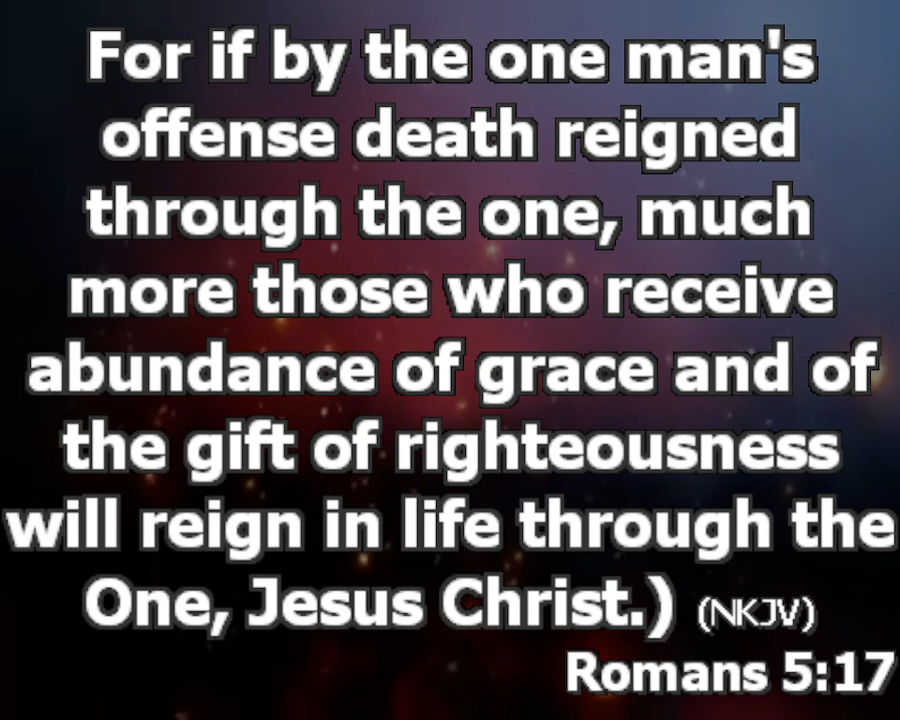 For if by the one man's
offense death reigned
through the one, much
more those who receive
abundance of grace and of
the gift of righteousness
will reign in life through the
One, Jesus Christ.) (NKJV)
Romans 5:17